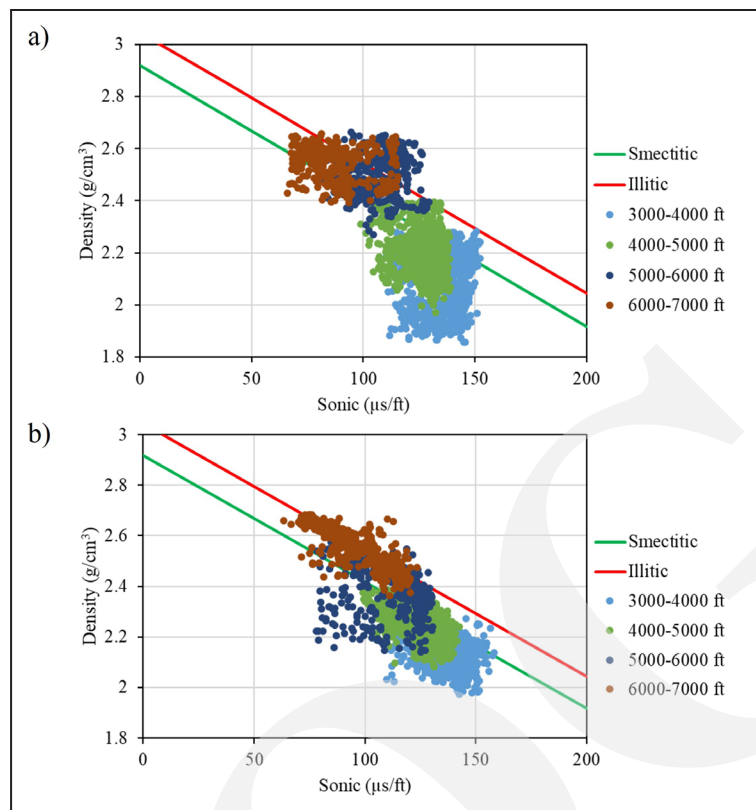 a)
3
2.8
2.6
2.4
2.2
2
1.8
Density (g/cm³)
0 50 100 150 200
Sonic (µs/ft)
Smectitic
Illitic
3000-4000 ft
4000-5000 ft
5000-6000 ft
6000-7000 ft
b)
3
2.8
2.6
2.4
2.2
2
1.8
Density (g/cm³)
0 50 100 150 200
Sonic (µs/ft)
Smectitic
Illitic
3000-4000 ft
4000-5000 ft
5000-6000 ft
6000-7000 ft